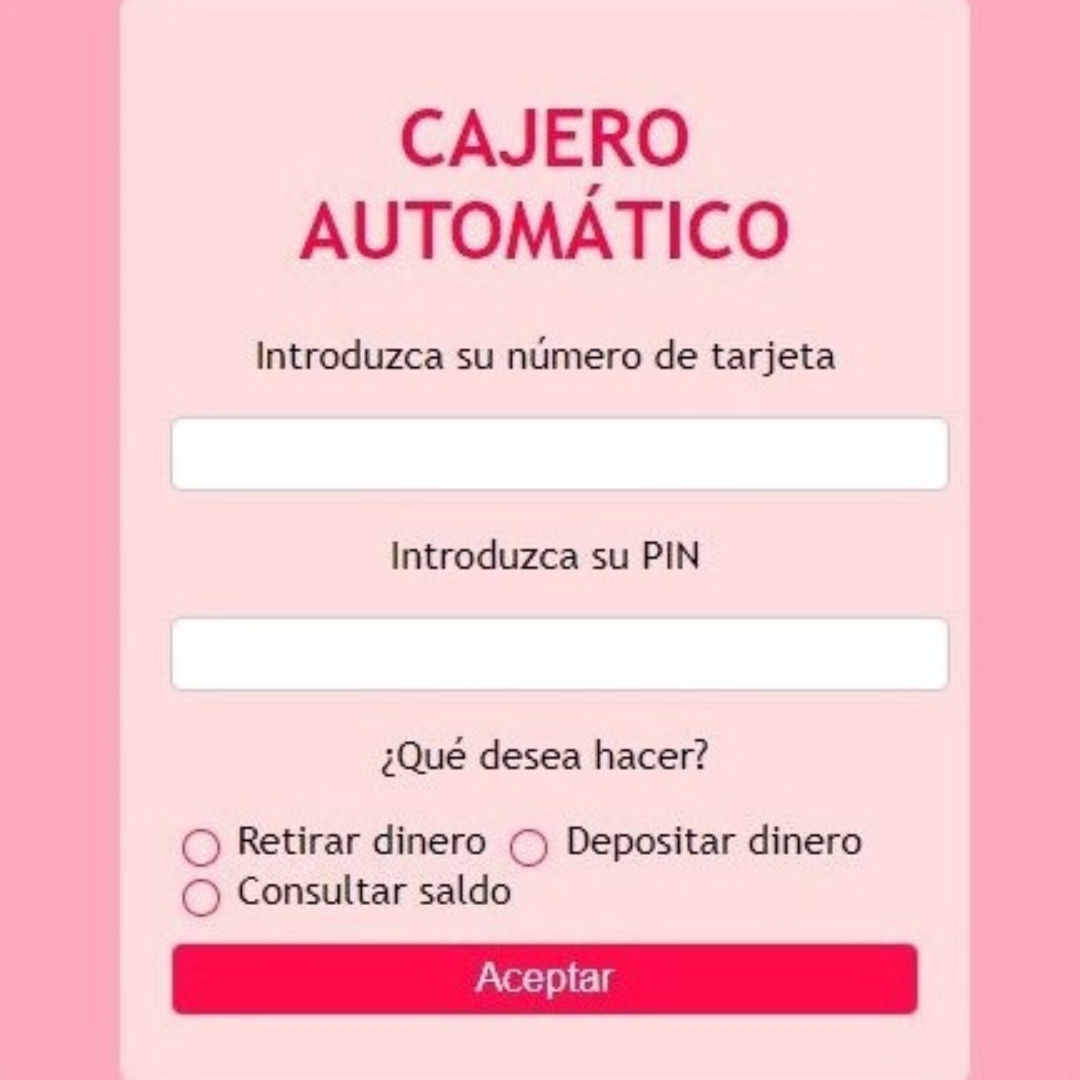 CAJERO
AUTOMÁTICO
Introduzca su número de tarjeta
Introduzca su PIN
¿Qué desea hacer?
Retirar dinero Depositar dinero
Consultar saldo
Aceptar